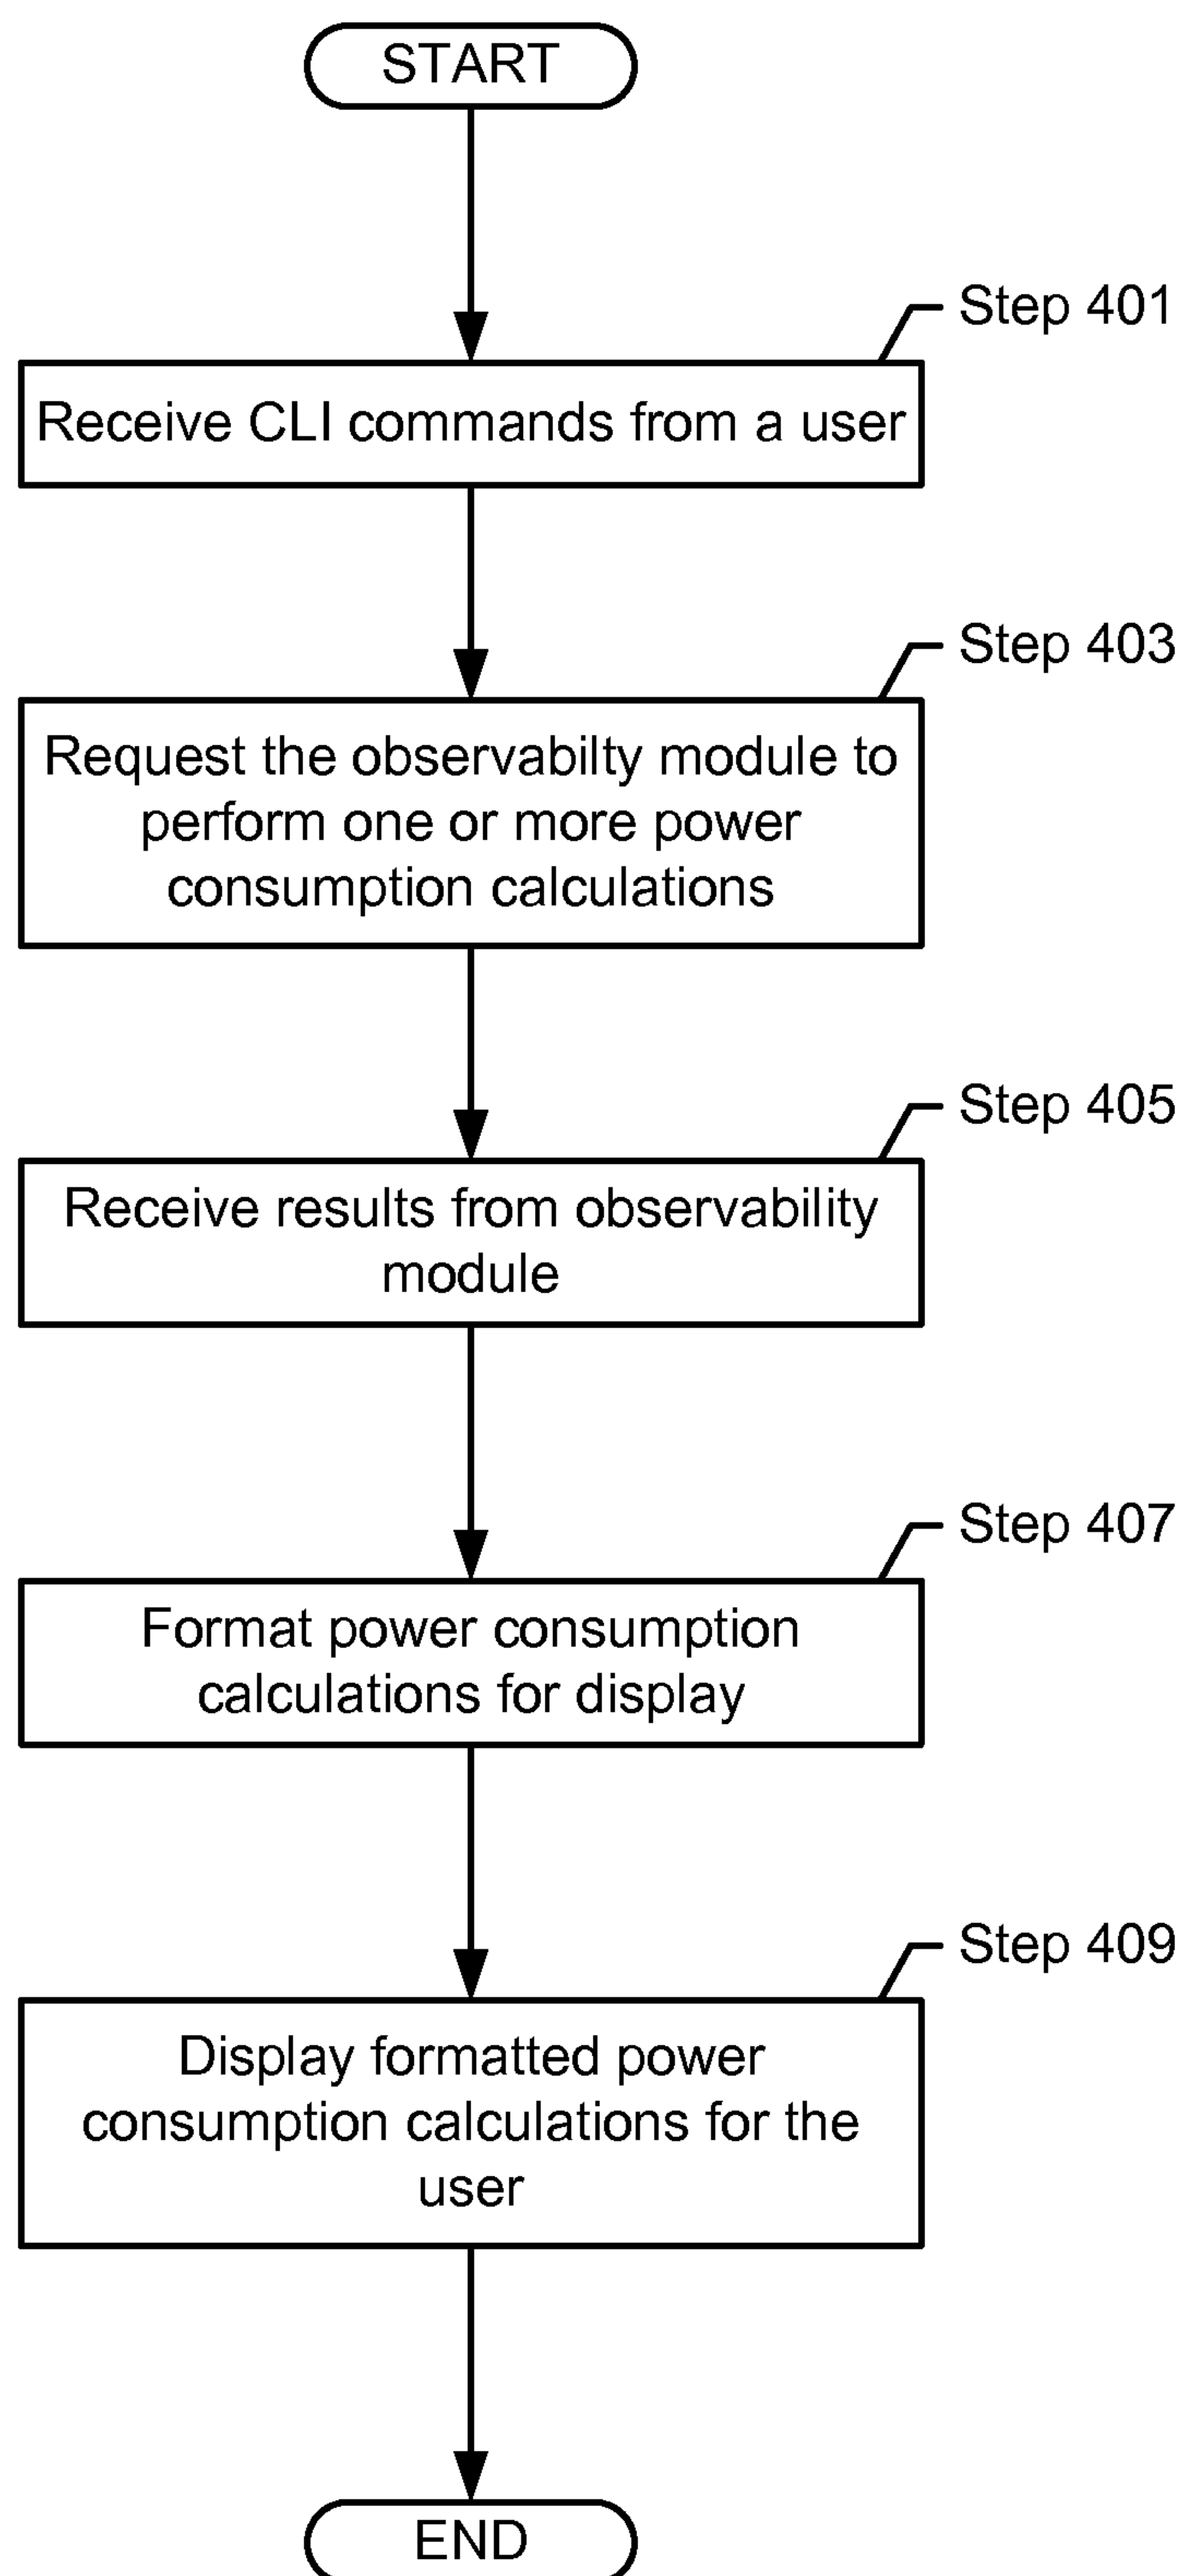 START
Step 401
Receive CLI commands from a user
Step 403
Request the observabilty module to
perform one or more power
consumption calculations
Step 405
Receive results from observability
module
Step 407
Format power consumption
calculations for display
Step 409
Display formatted power
consumption calculations for the
user
END